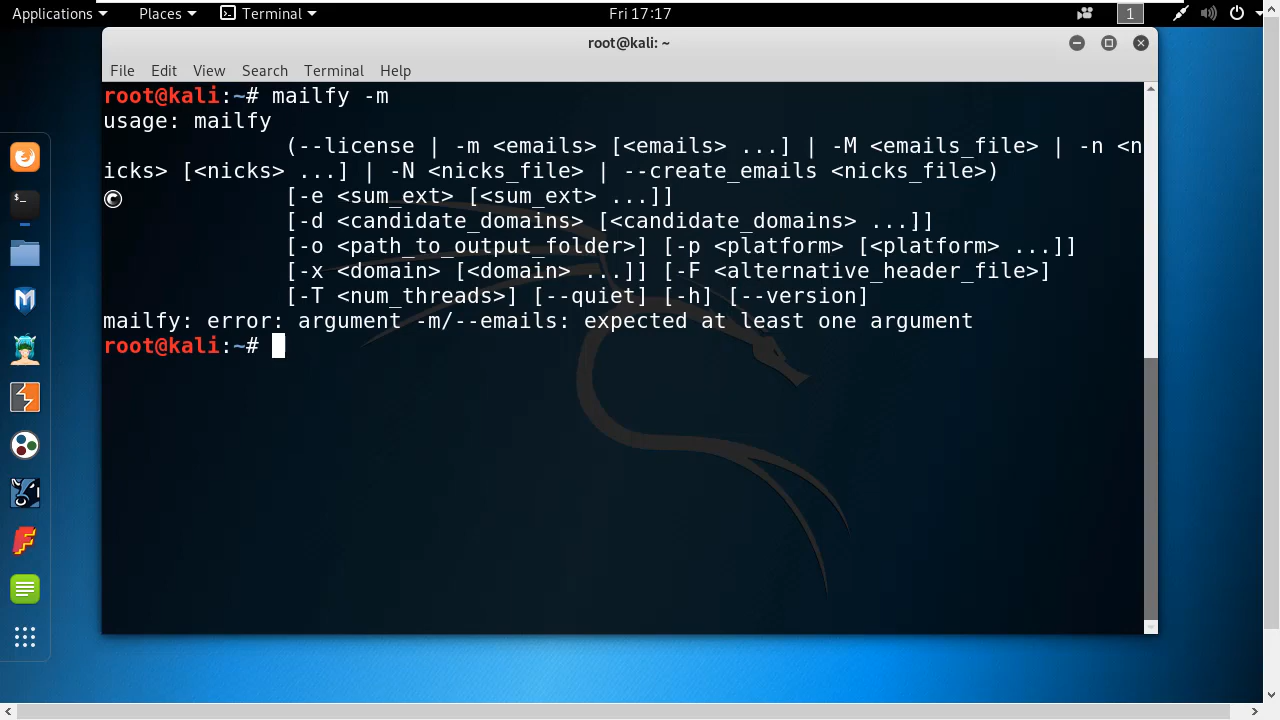 Applications Places Terminal Fri 17:17 1
root@kali: ~
File Edit View Search Terminal Help
root@kali:~# mailfy -m
usage: mailfy
(--license | -m <emails> [<emails> ...] | -M <emails_file> | -n <n
icks> [<nicks> ...] | -N <nicks_file> | --create_emails <nicks_file>)
[-e <sum_ext> [<sum_ext> ...]]
[-d <candidate_domains> [<candidate_domains> ...]]
[-o <path_to_output_folder>] [-p <platform> [<platform> ...]]
[-x <domain> [<domain> ...]] [-F <alternative_header_file>]
[-T <num_threads>] [--quiet] [-h] [--version]
mailfy: error: argument -m/--emails: expected at least one argument
root@kali:~#